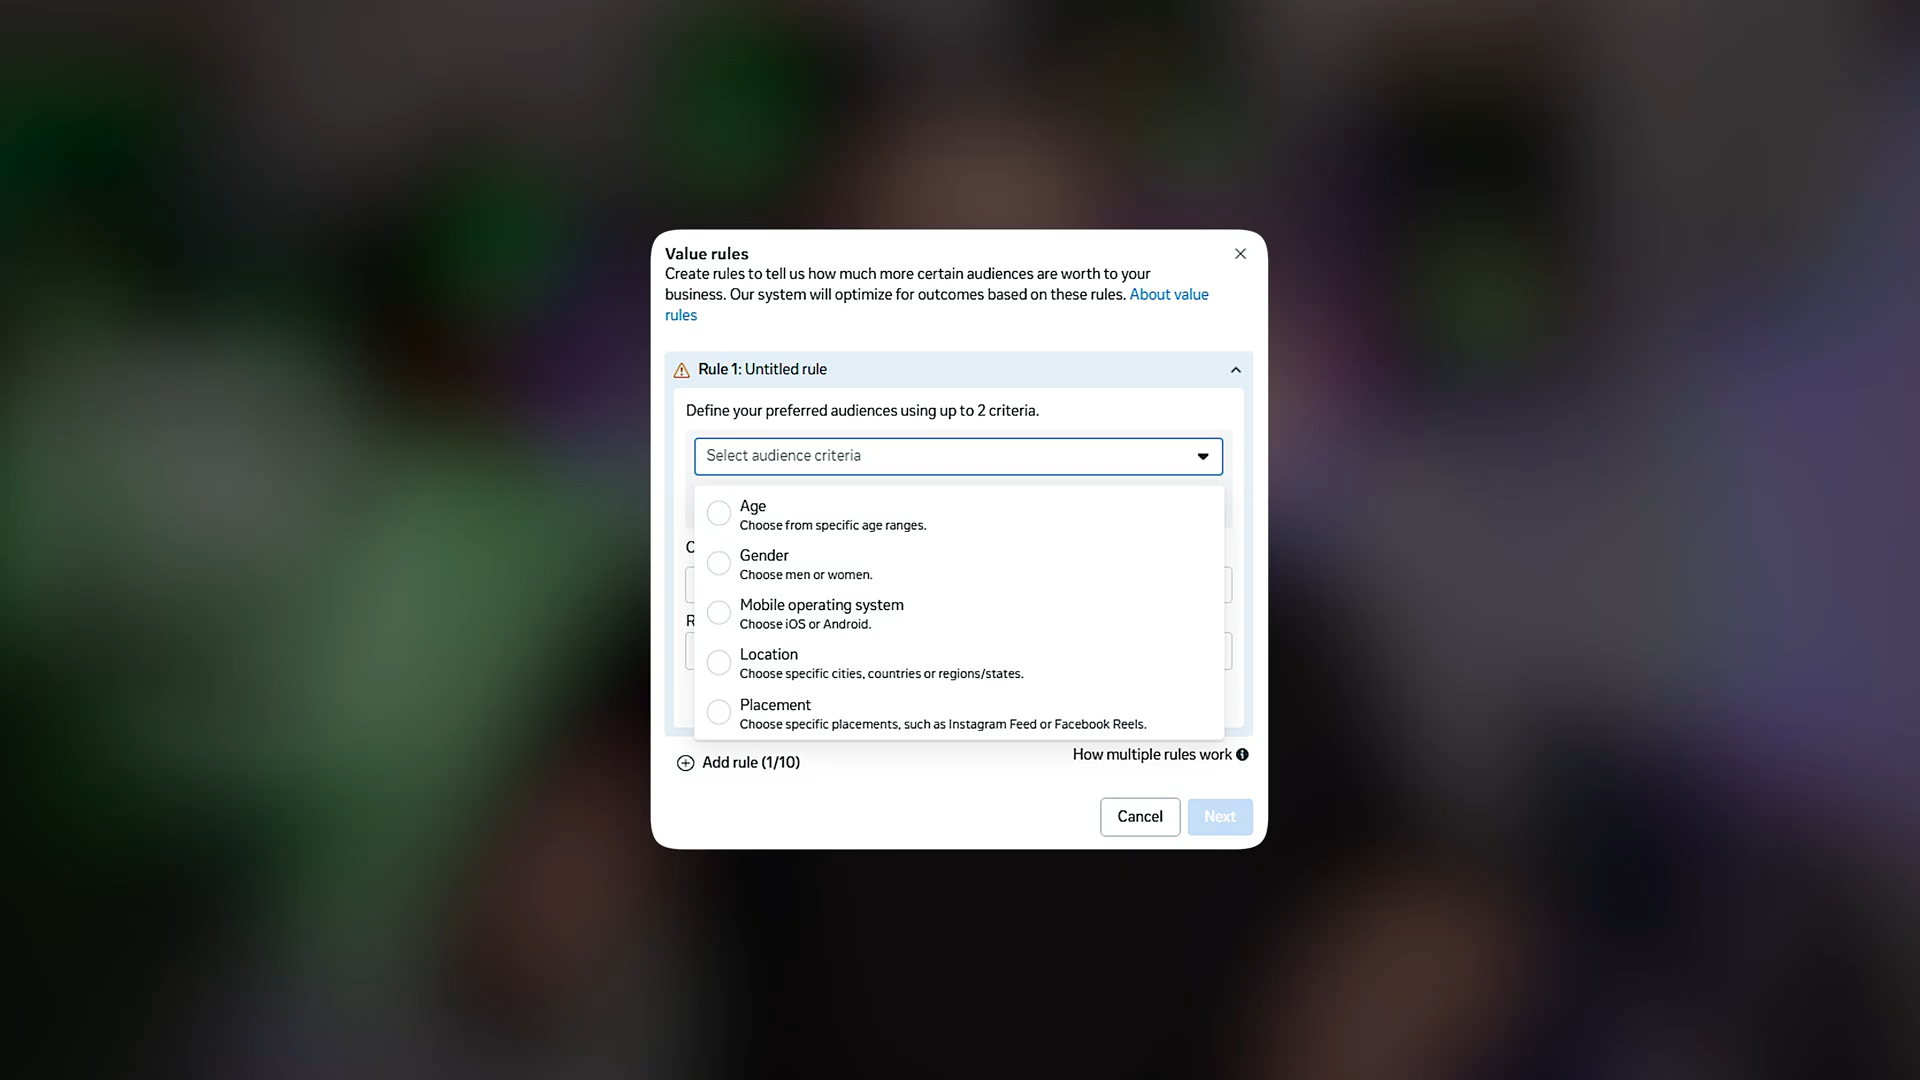 Value rules
Create rules to tell us how much more certain audiences are worth to your
business. Our system will optimize for outcomes based on these rules. About value
rules
Rule 1: Untitled rule
Define your preferred audiences using up to 2 criteria.
Select audience criteria
Age
Choose from specific age ranges.
Gender
Choose men or women.
Mobile operating system
Choose iOS or Android.
Location
Choose specific cities, countries or regions/states.
Placement
Choose specific placements, such as Instagram Feed or Facebook Reels.
How multiple rules work
Add rule (1/10)
Cancel
Next